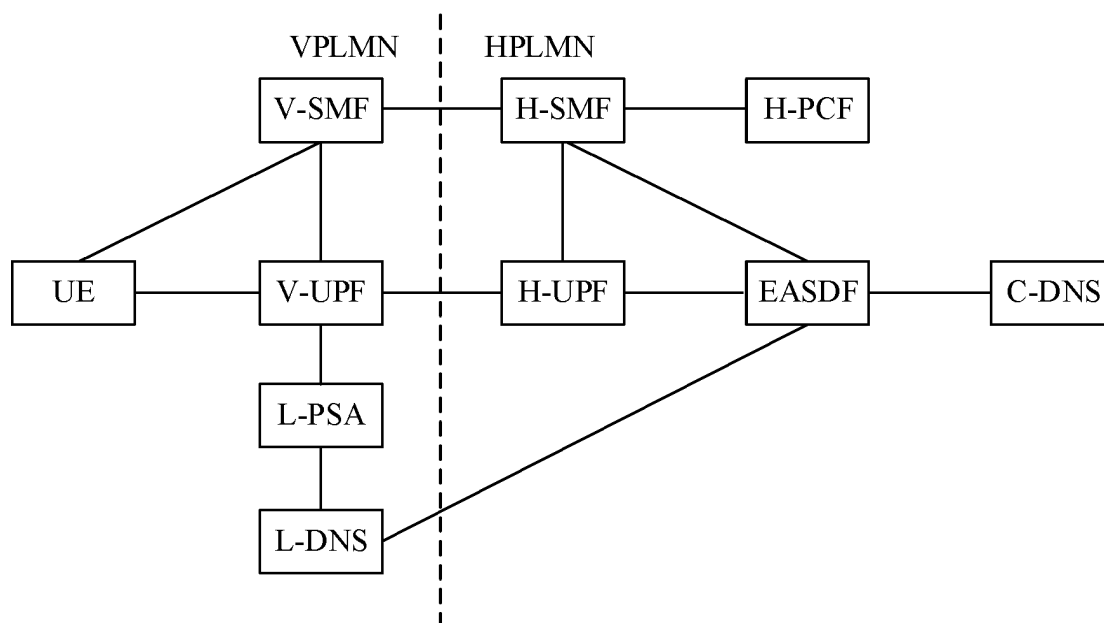 VPLMN HPLMN
V-SMF H-SMF H-PCF
UE V-UPF H-UPF EASDF C-DNS
L-PSA
L-DNS